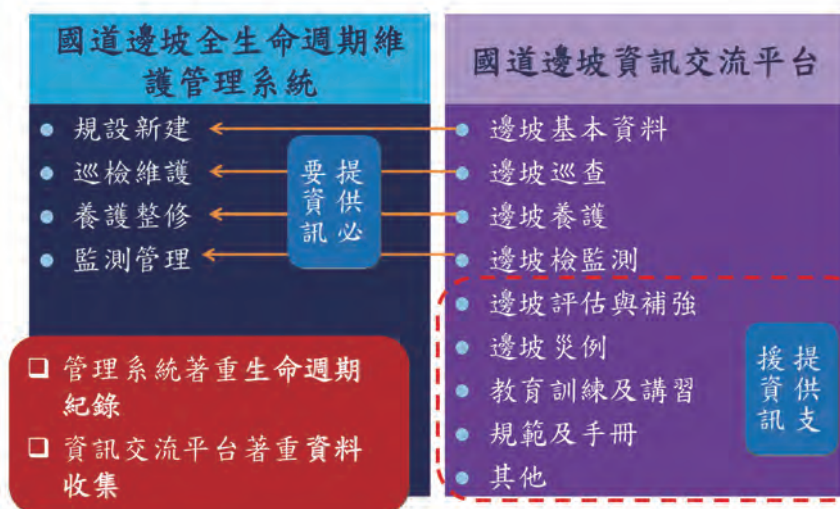 國道邊坡全生命週期維
護管理系統
規設新建
巡檢維護
養護整修
監測管理
提供必
要資訊
管理系統著重生命週期
紀錄
資訊交流平台著重資料
收集
國道邊坡資訊交流平台
邊坡基本資料
邊坡巡查
邊坡養護
邊坡檢監測
邊坡評估與補強
邊坡災例
教育訓練及講習
規範及手冊
其他
提供支
援資訊